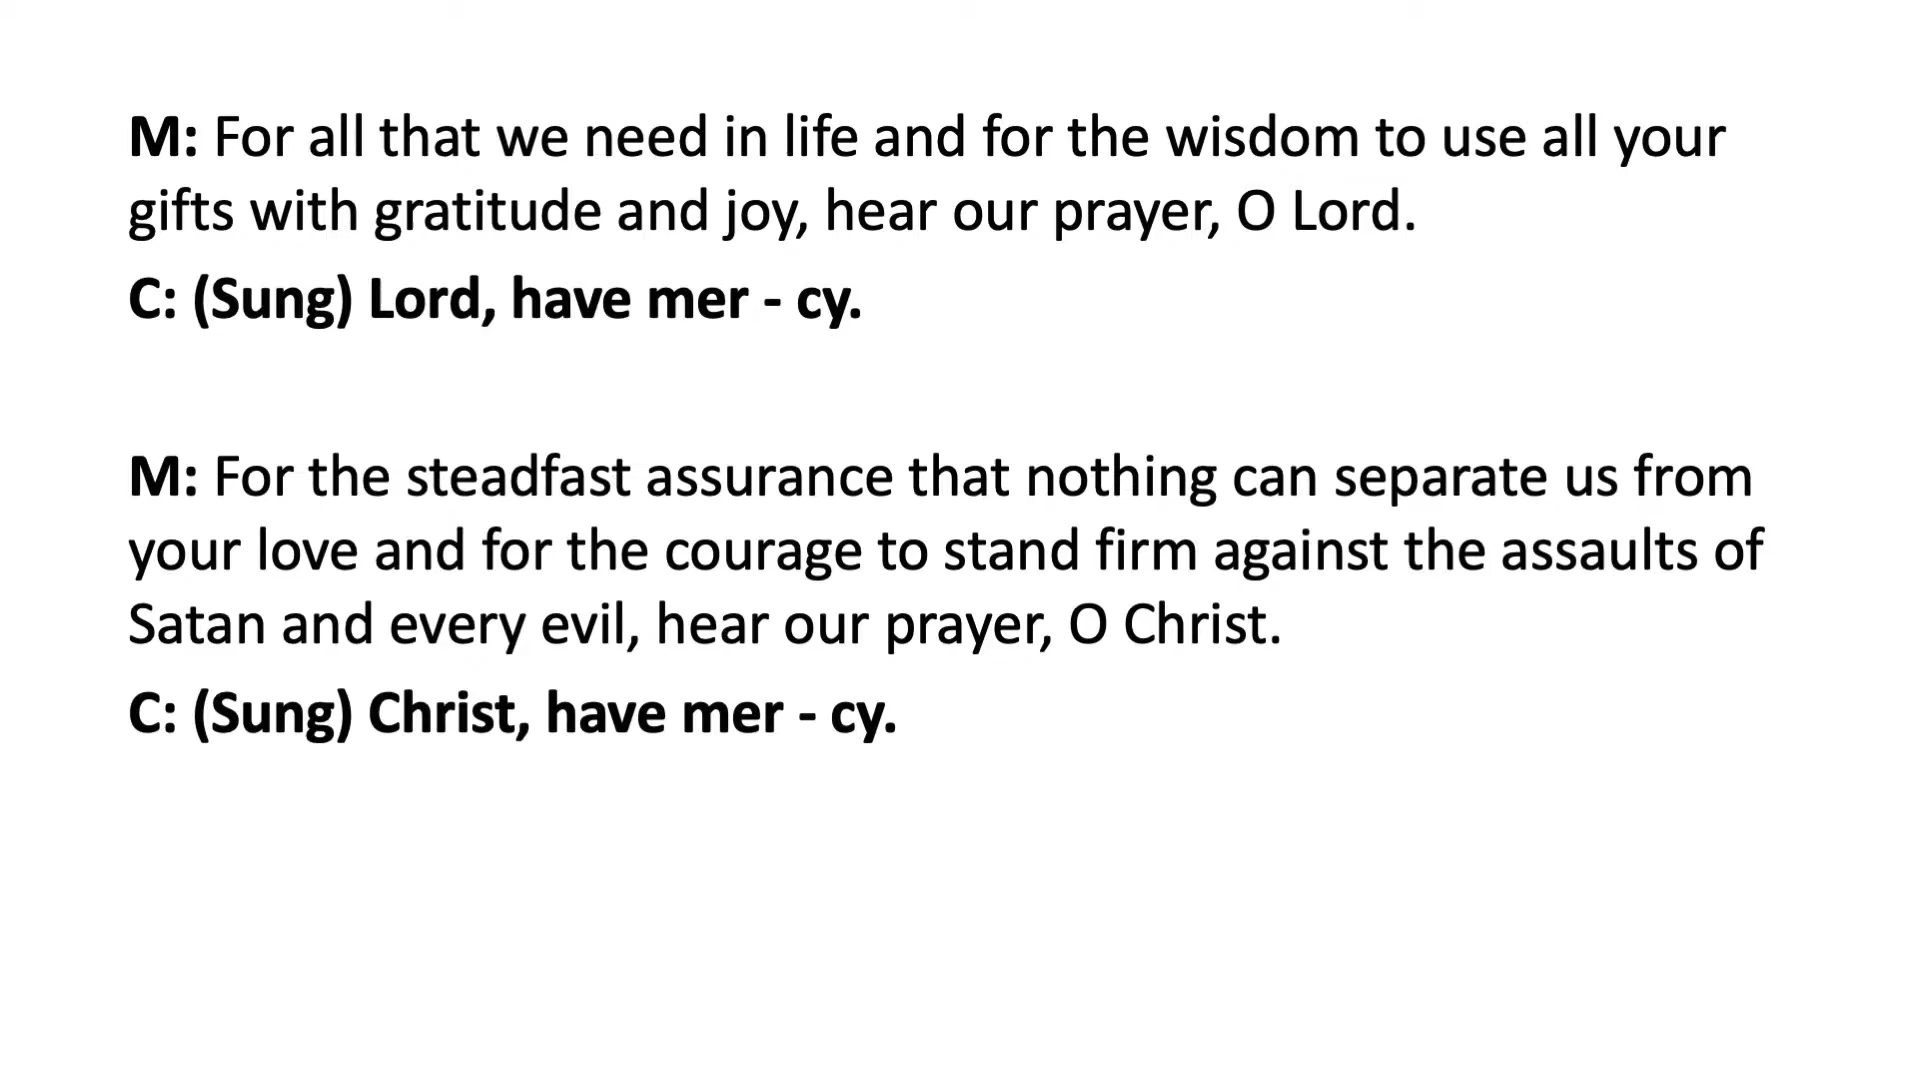 M: For all that we need in life and for the wisdom to use all your
gifts with gratitude and joy, hear our prayer, O Lord.
C: (Sung) Lord, have mer - cy.
M: For the steadfast assurance that nothing can separate us from
your love and for the courage to stand firm against the assaults of
Satan and every evil, hear our prayer, O Christ.
C: (Sung) Christ, have mer - cy.